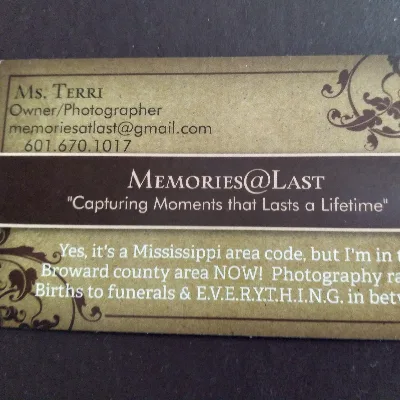 Ms. Terri
Owner/Photographer
memoriesatlast@gmail.com
601.670.1017
Memories@Last
"Capturing Moments that Lasts a Lifetime"
Yes, it's a Mississippi area code, but I'm in
Broward county area NOW! Photography
Births to funerals & E.V.E.R.Y.T.H.I.N.G. in